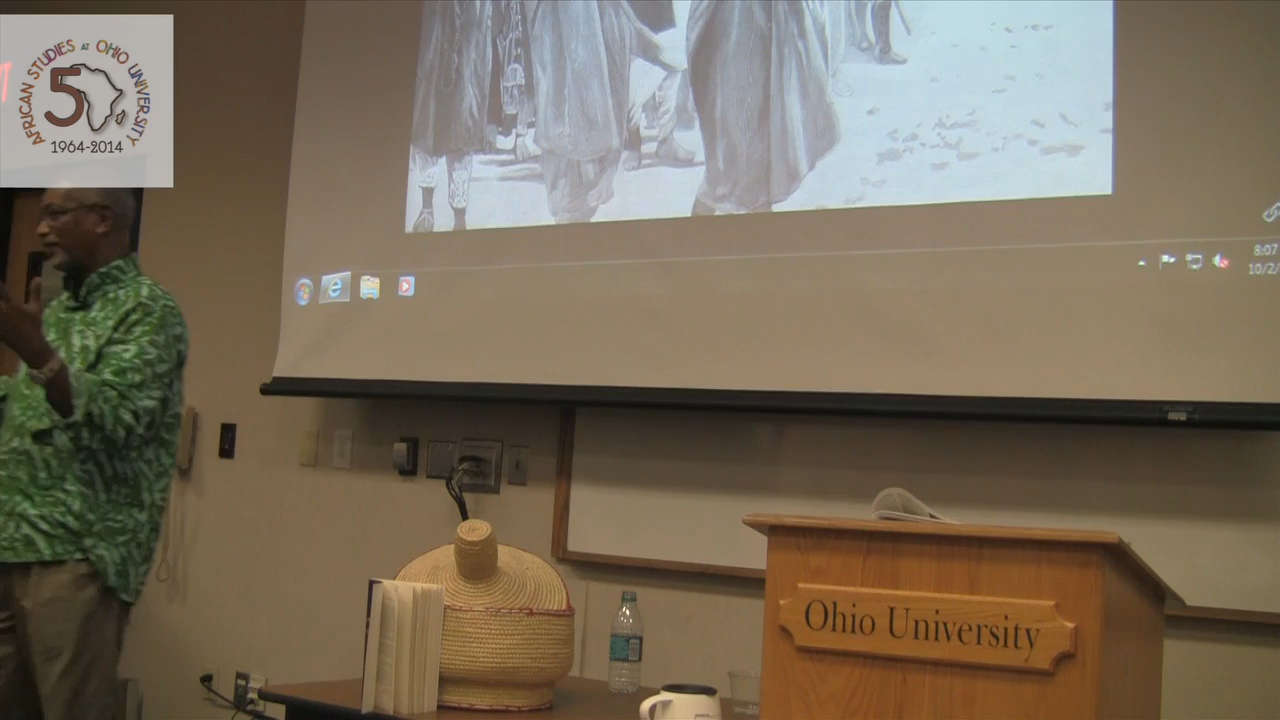 AFRICAN STUDIES AT OHIO UNIVERSITY
50
1964-2014
8:07
10/2/
Ohio University